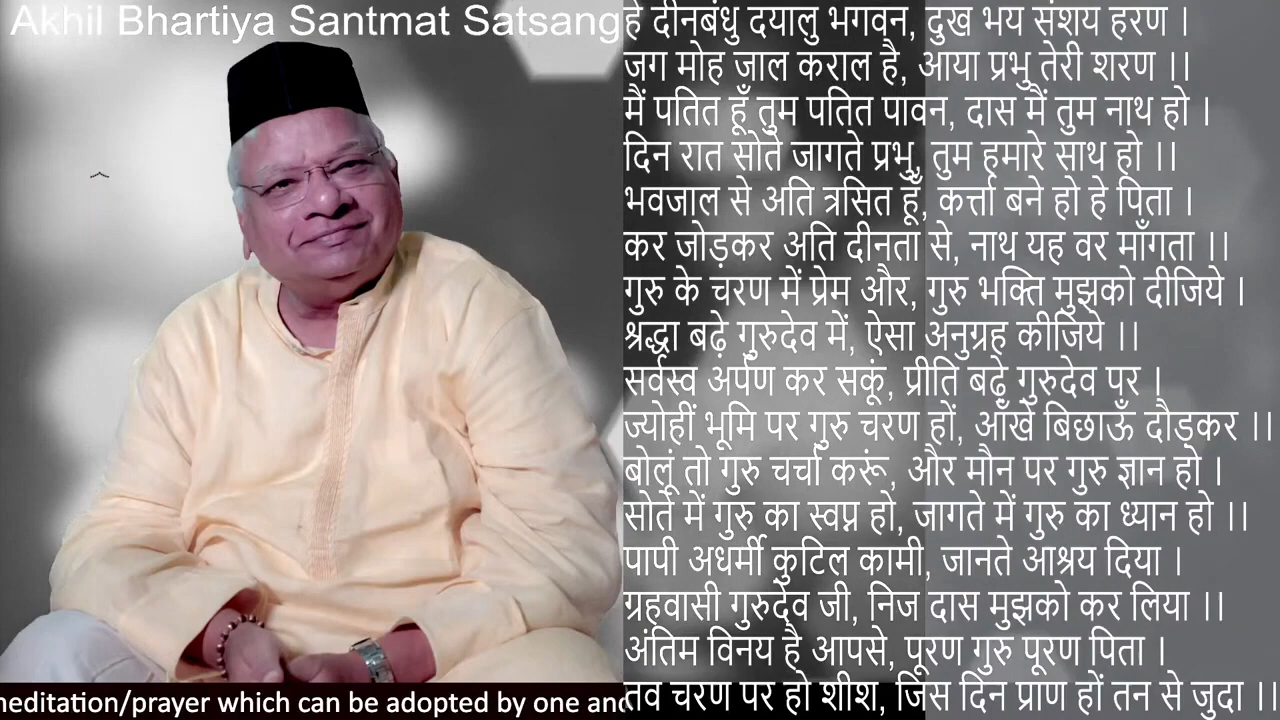 Akhil Bhartiya Santmat Satsang
हे दीनबंधु दयालु भगवन, दुख भय संशय हरण ।
जग मोह जाल कराल है, आया प्रभु तेरी शरण ।।
मैं पतित हूँ तुम पतित पावन, दास मैं तुम नाथ हो ।
दिन रात सोते जागते प्रभु, तुम हमारे साथ हो ।।
भवजाल से अति त्रसित हूँ, कर्त्ता बने हो हे पिता ।
कर जोड़कर अति दीनता से, नाथ यह वर माँगता ।।
गुरु के चरण में प्रेम और, गुरु भक्ति मुझको दीजिये ।
श्रद्धा बढ़े गुरुदेव में, ऐसा अनुग्रह कीजिये ।।
सर्वस्व अर्पण कर सकूं, प्रीति बढ़े गुरुदेव पर ।
ज्योहीं भूमि पर गुरु चरण हों, आँखें बिछाऊँ दौड़कर ।।
बोलूं तो गुरु चर्चा करूं, और मौन पर गुरु ज्ञान हो ।
सोते में गुरु का स्वप्न हो, जागते में गुरु का ध्यान हो ।।
पापी अधर्मी कुटिल कामी, जानते आश्रय दिया ।
ग्रहवासी गुरुदेव जी, निज दास मुझको कर लिया ।।
अंतिम विनय है आपसे, पूरण गुरु पूरण पिता ।
तव चरण पर हो शीश, जिस दिन प्राण हों तन से जुदा ।।
meditation/prayer which can be adopted by one and